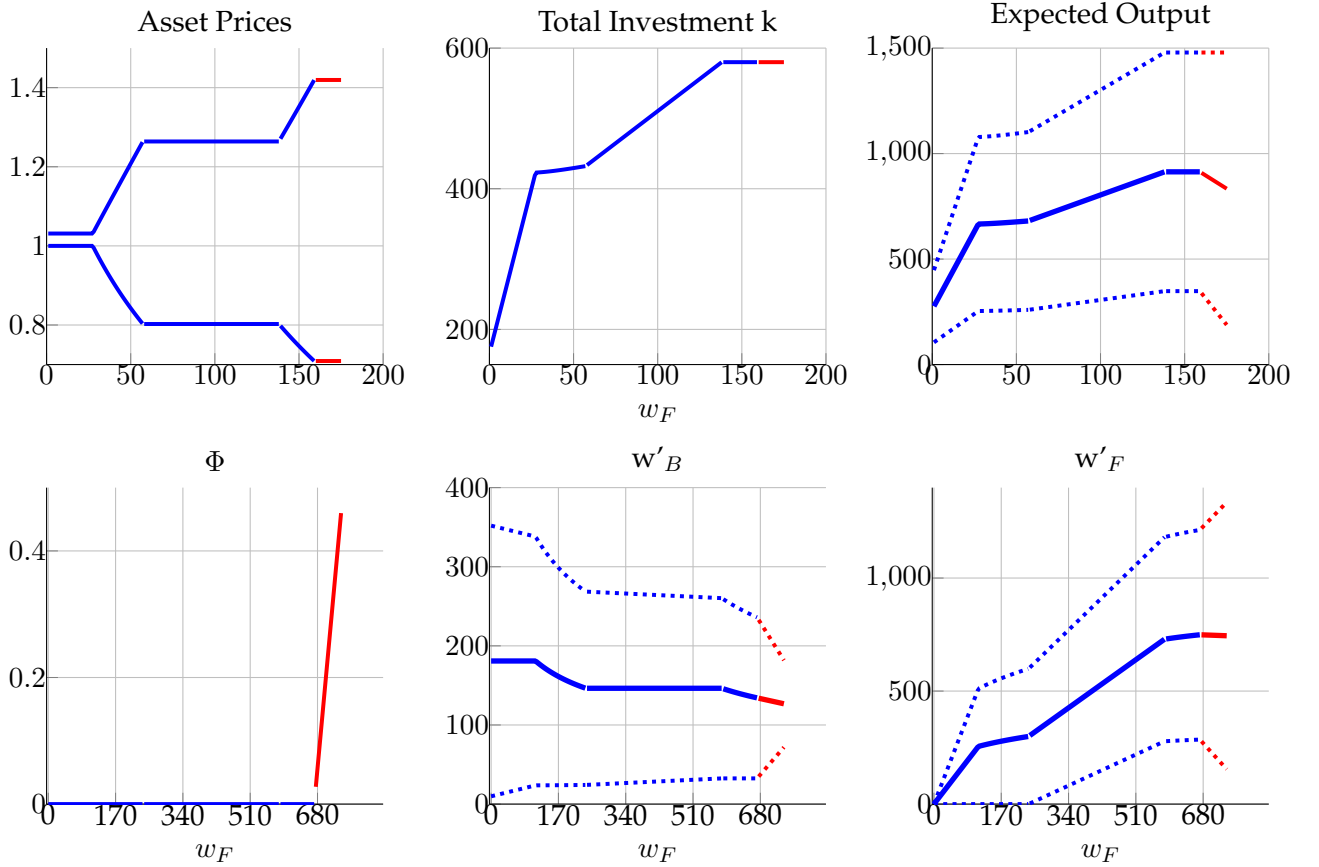 Asset Prices
Total Investment k
Expected Output
1.4
1.2
1
0.8
0 50 100 150 200
600
400
200
0 50 100 150 200
w_F
1,500
1,000
500
0
0 50 100 150 200
Φ
w'_B
w'_F
0.4
0.2
0
0 170 340 510 680
w_F
400
300
200
100
0
0 170 340 510 680
w_F
1,000
500
0
0 170 340 510 680
w_F